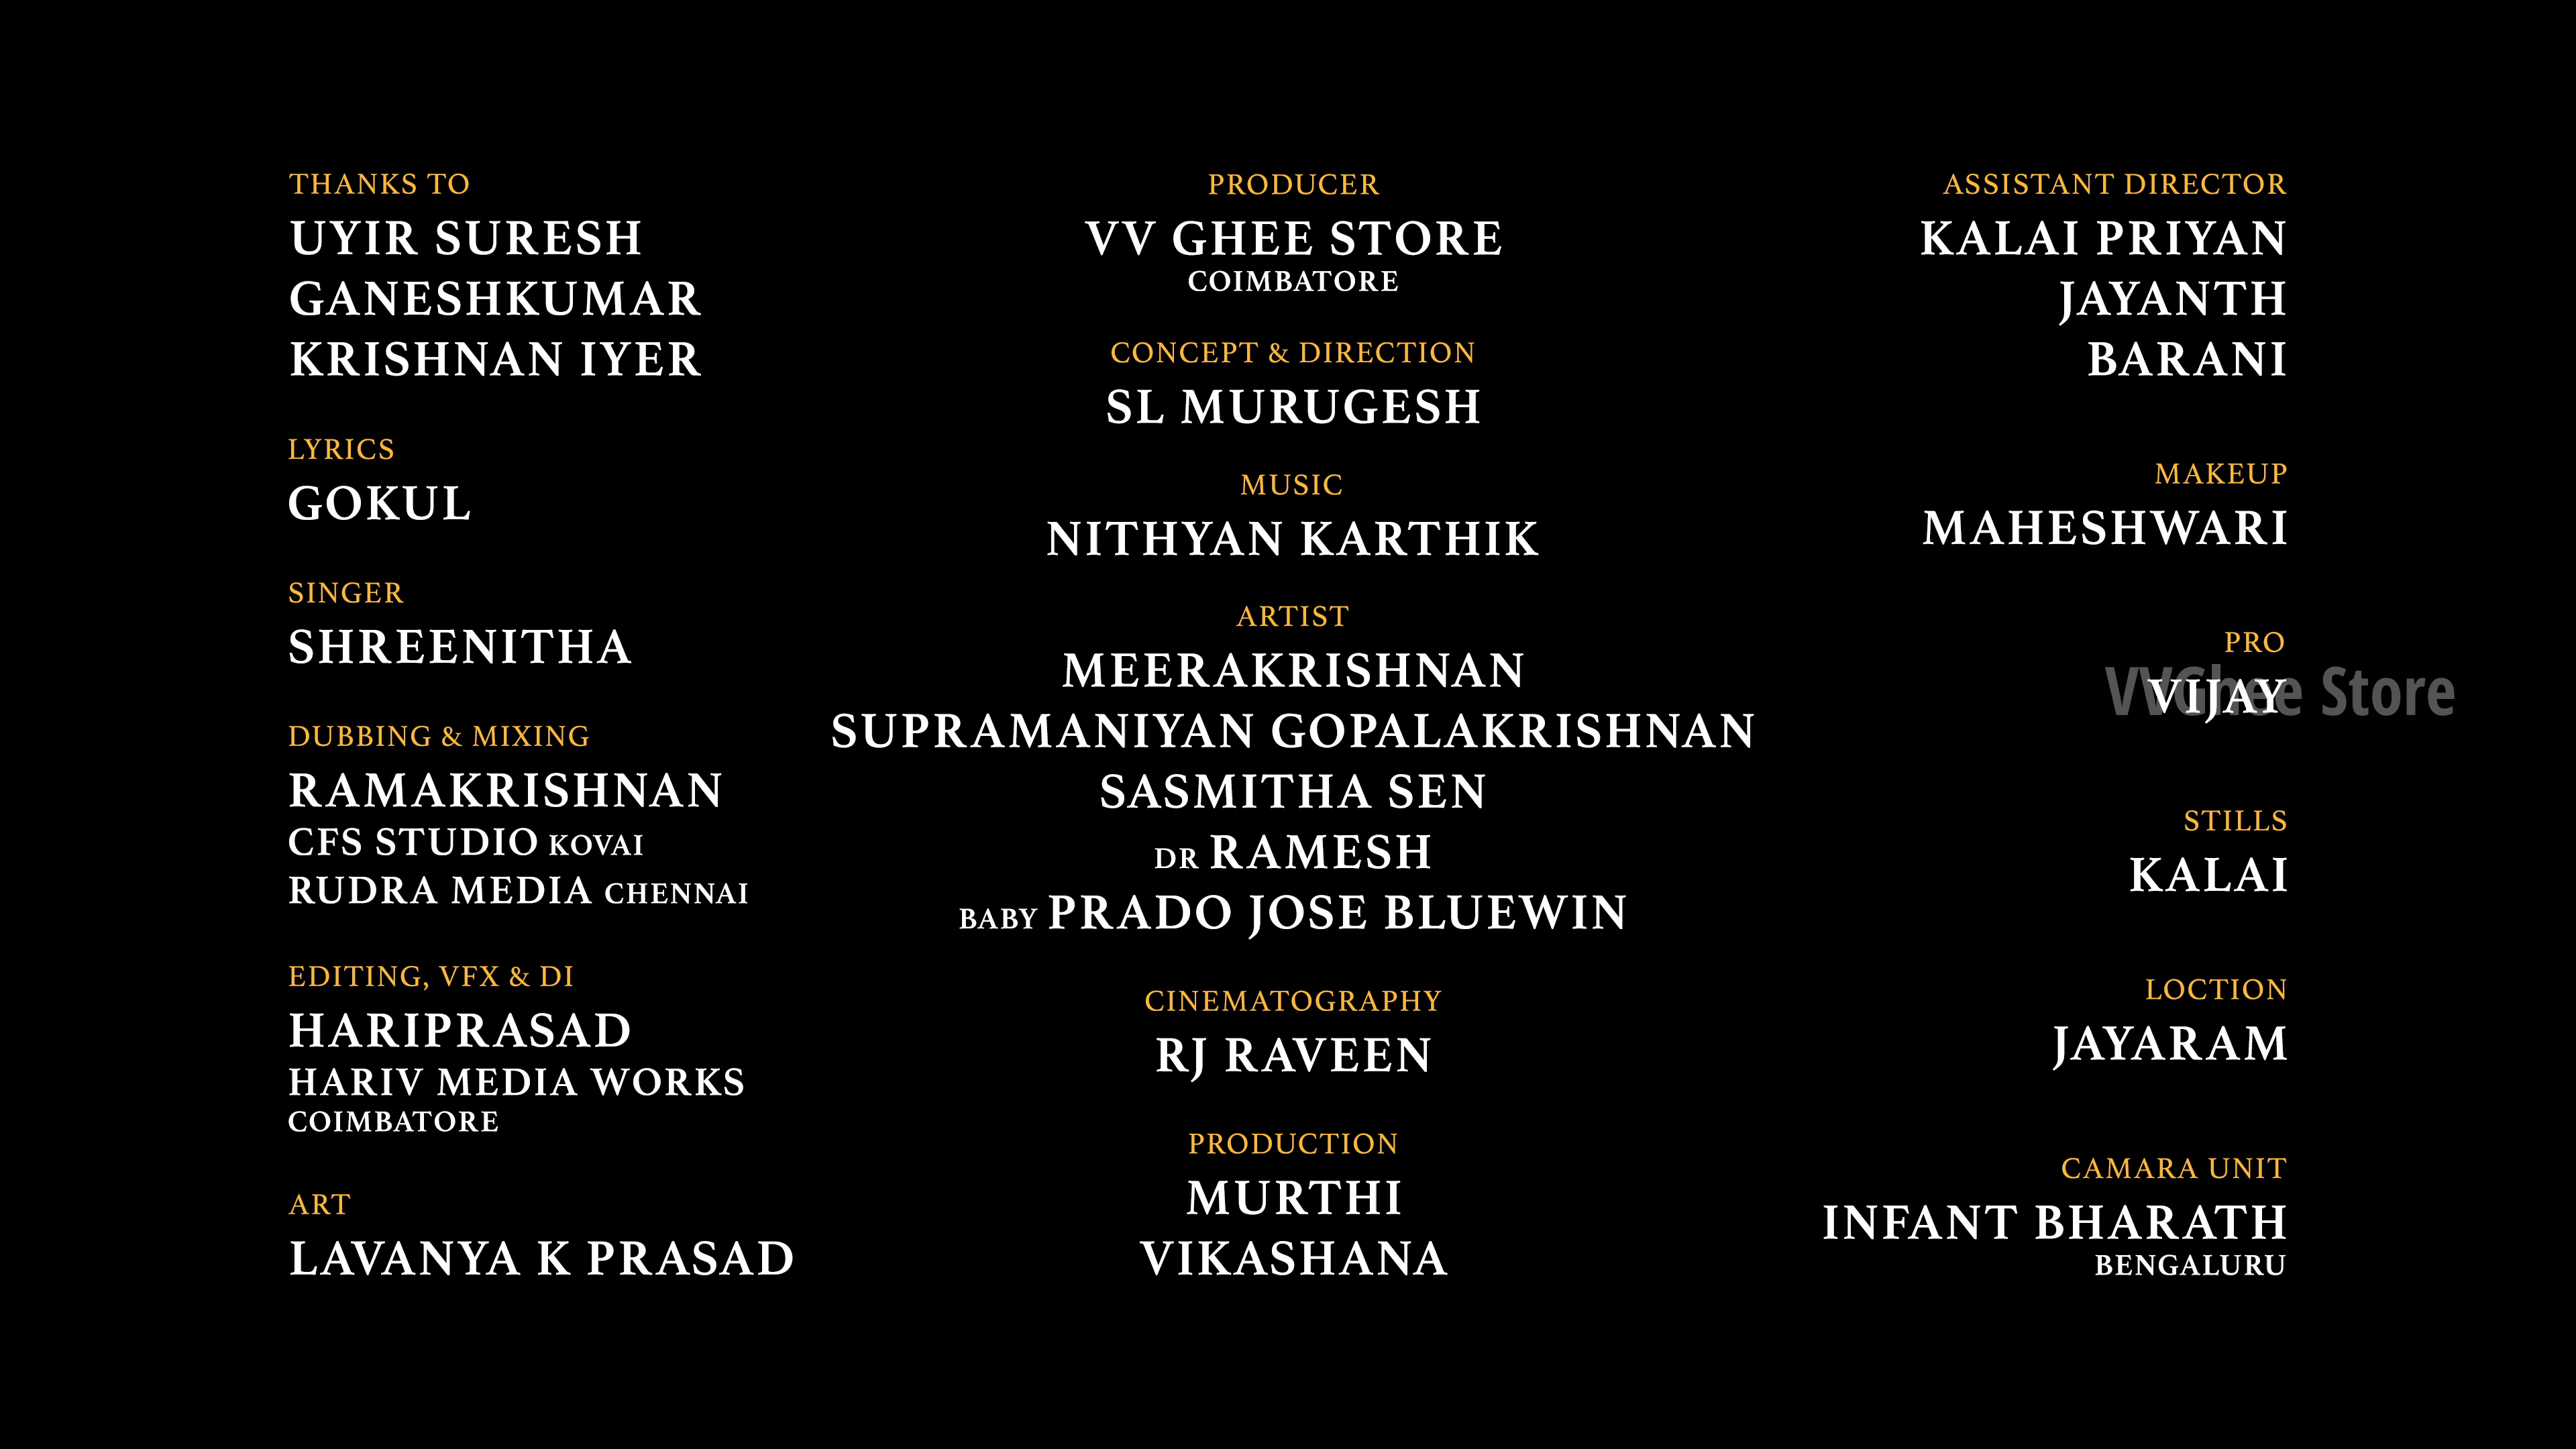 THANKS TO
UYIR SURESH
GANESHKUMAR
KRISHNAN IYER
LYRICS
GOKUL
SINGER
SHREENITHA
DUBBING & MIXING
RAMAKRISHNAN
CFS STUDIO KOVAI
RUDRA MEDIA CHENNAI
EDITING, VFX & DI
HARIPRASAD
HARIV MEDIA WORKS
COIMBATORE
ART
LAVANYA K PRASAD
PRODUCER
VV GHEE STORE
COIMBATORE
CONCEPT & DIRECTION
SL MURUGESH
MUSIC
NITHYAN KARTHIK
ARTIST
MEERAKRISHNAN
SUPRAMANIYAN GOPALAKRISHNAN
SASMITHA SEN
DR RAMESH
BABY PRADO JOSE BLUEWIN
CINEMATOGRAPHY
RJ RAVEEN
PRODUCTION
MURTHI
VIKASHANA
ASSISTANT DIRECTOR
KALAI PRIYAN
JAYANTH
BARANI
MAKEUP
MAHESHWARI
PRO
VIJAY
VVGhee Store
STILLS
KALAI
LOCTION
JAYARAM
CAMARA UNIT
INFANT BHARATH
BENGALURU